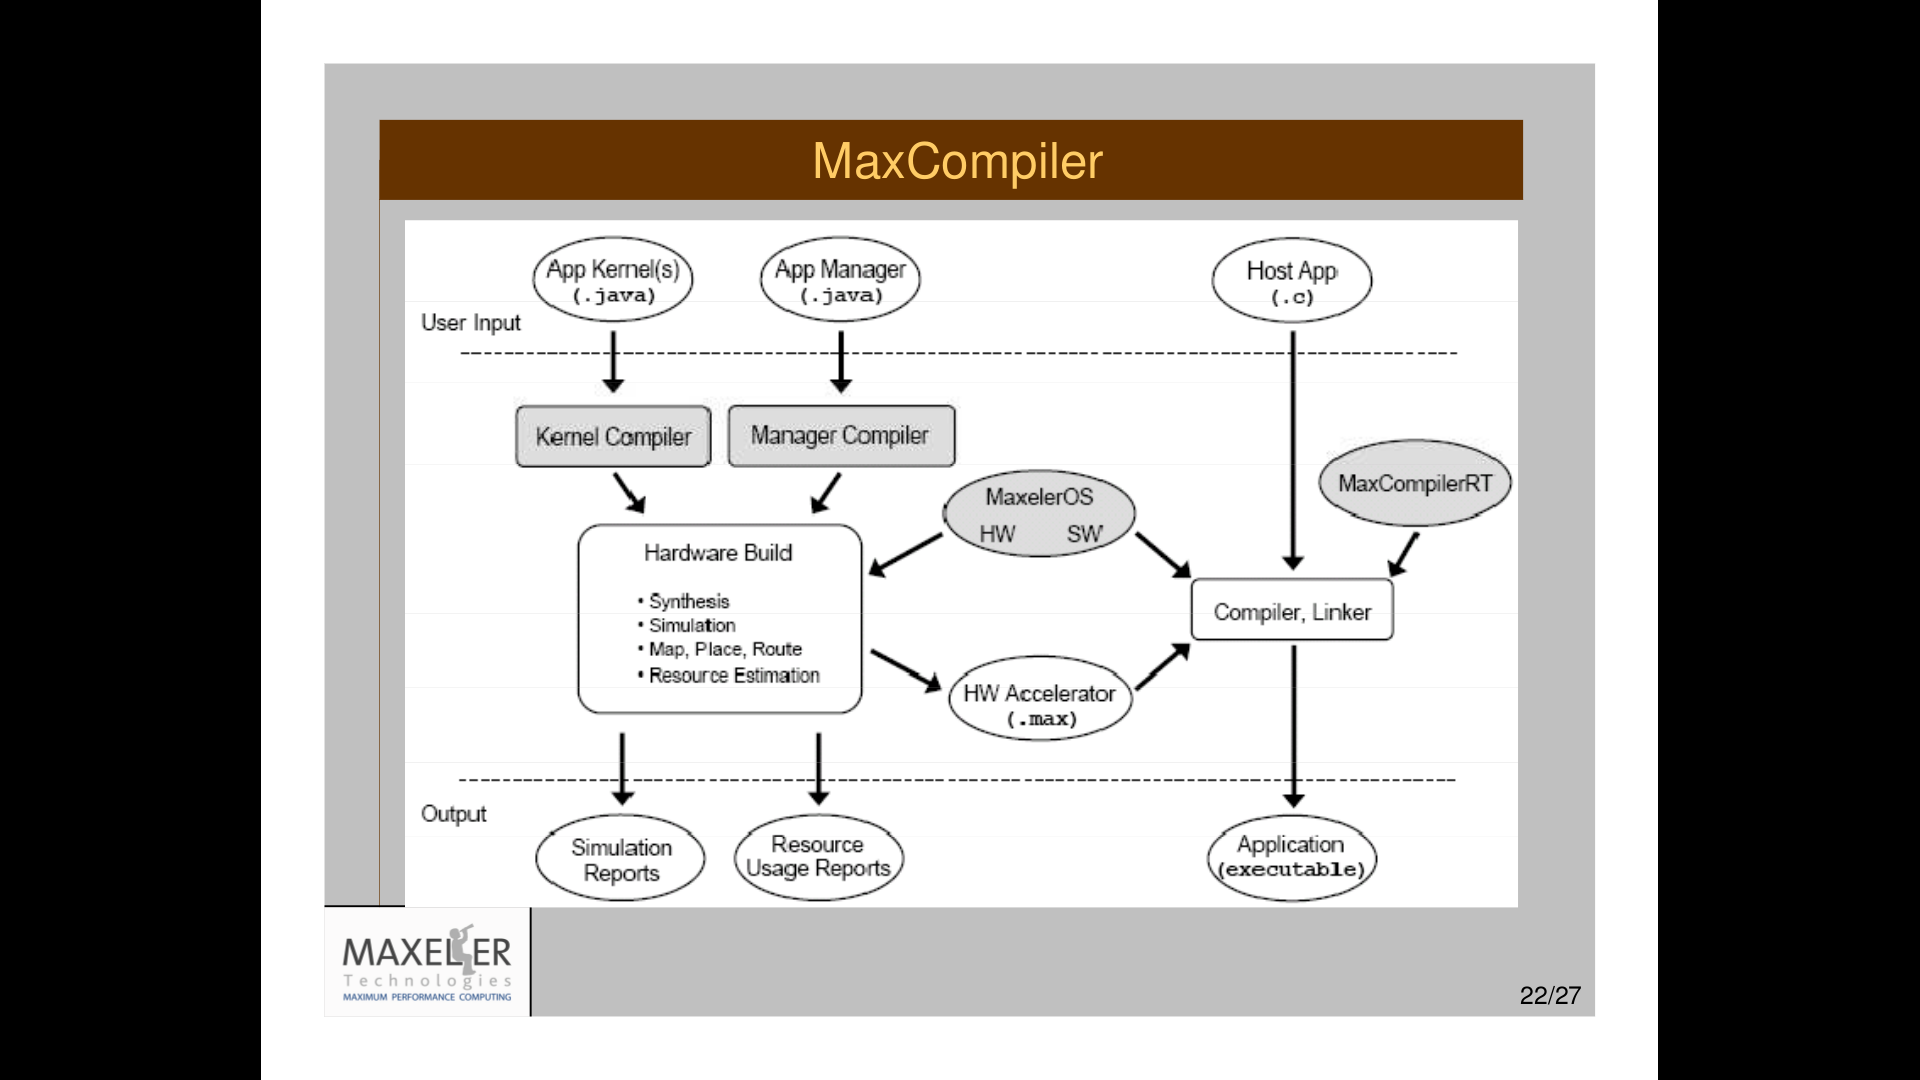 MaxCompiler
App Kernel(s)
(.java)
App Manager
(.java)
Host App
(.c)
User Input
Kernel Compiler
Manager Compiler
MaxelerOS
HW SW
MaxCompilerRT
Hardware Build
• Synthesis
• Simulation
• Map, Place, Route
• Resource Estimation
Compiler, Linker
HW Accelerator
(.max)
Output
Simulation
Reports
Resource
Usage Reports
Application
(executable)
MAXELER
Technologies
MAXIMUM PERFORMANCE COMPUTING
22/27